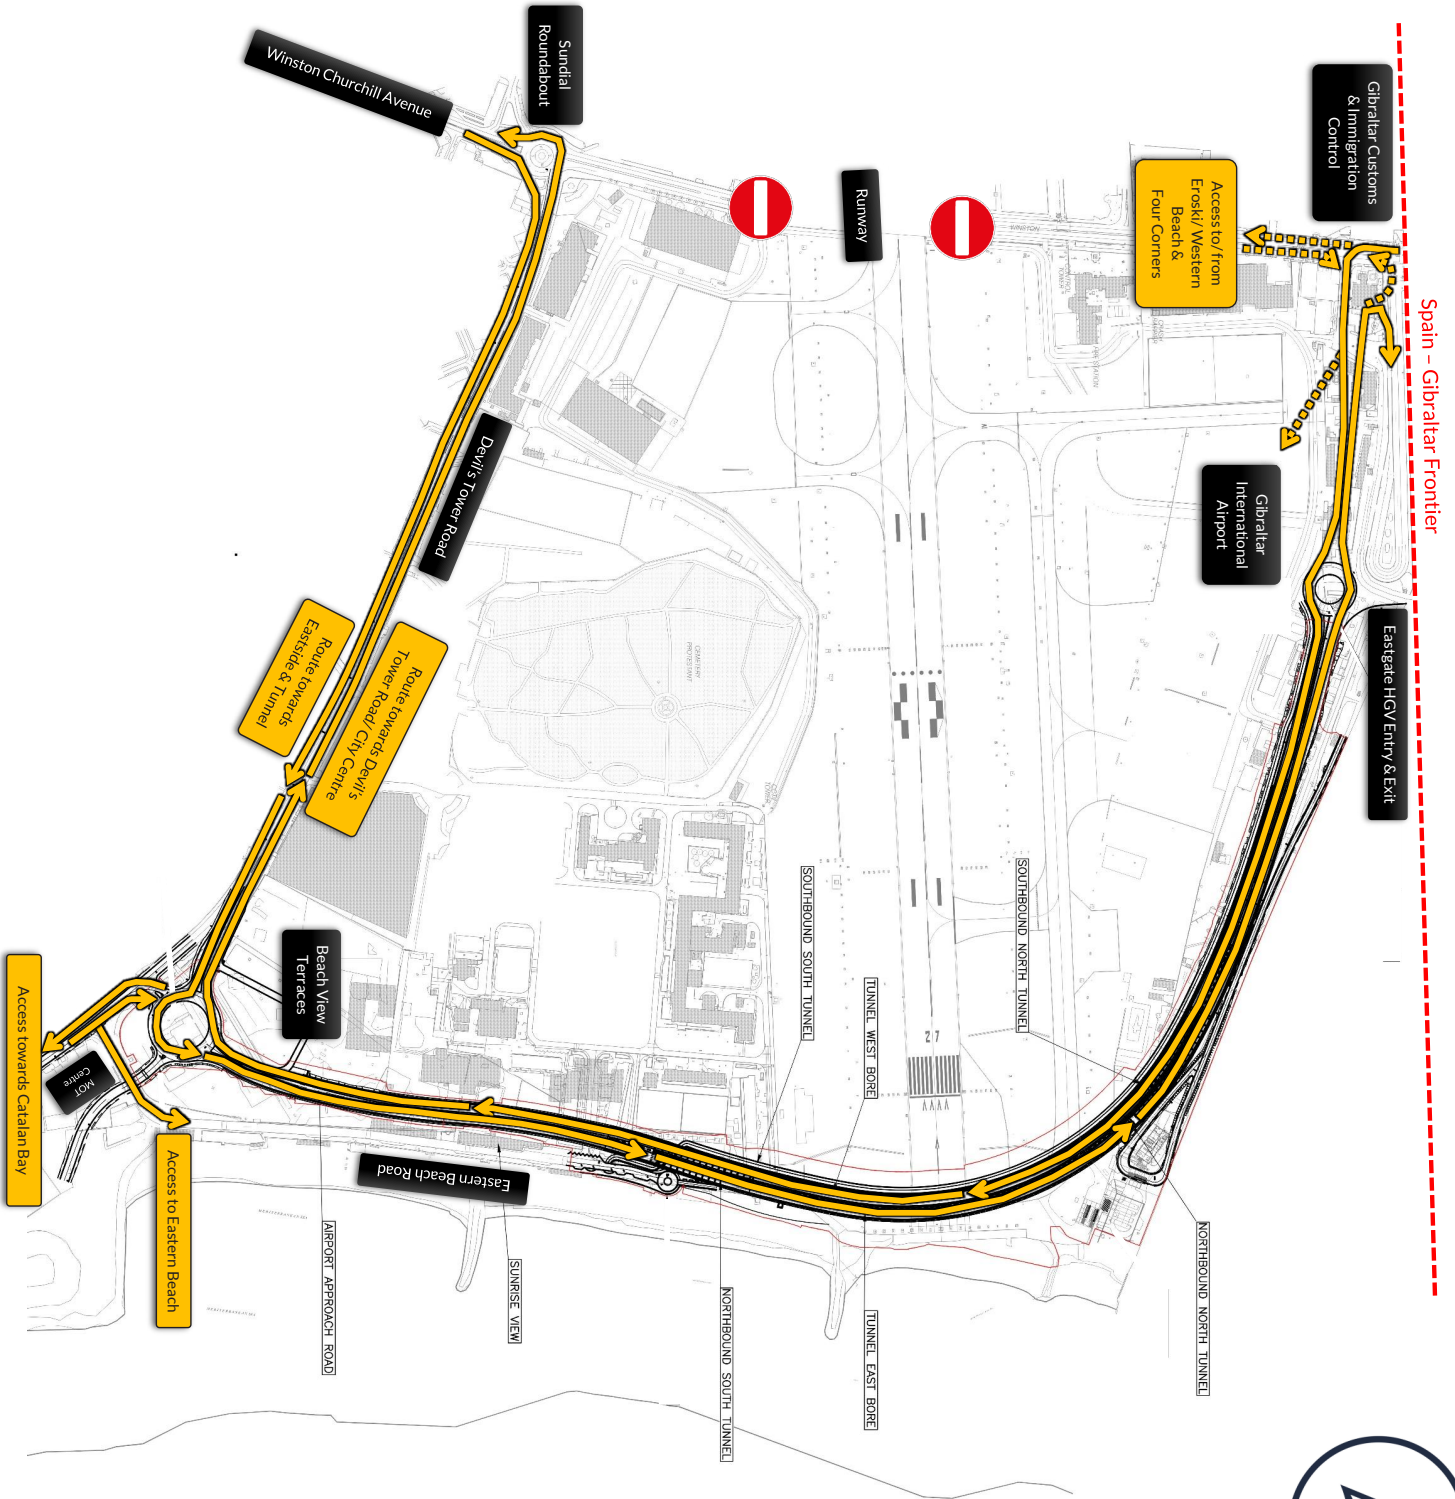 Spain – Gibraltar Frontier
Gibraltar Customs
& Immigration
Control
Access to/ from
Eroski/ Western
Beach &
Four Corners
Gibraltar
International
Airport
Eastgate HGV Entry & Exit
Sundial
Roundabout
Winston Churchill Avenue
Runway
WINSTON
Devil's Tower Road
Route towards
Eastside & Tunnel
Route towards Devil's
Tower Road/ City Centre
CEMETERY
PROTESTANT
Beach View
Terraces
MOT
Centre
Access towards Catalan Bay
Access to Eastern Beach
Eastern Beach Road
SOUTHBOUND NORTH TUNNEL
SOUTHBOUND SOUTH TUNNEL
TUNNEL WEST BORE
27
NORTHBOUND NORTH TUNNEL
TUNNEL EAST BORE
NORTHBOUND SOUTH TUNNEL
SUNRISE VIEW
AIRPORT APPROACH ROAD